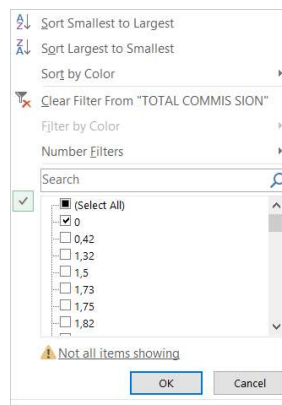 Sort Smallest to Largest
Sort Largest to Smallest
Sort by Color
Clear Filter From "TOTAL COMMIS SION"
Filter by Color
Number Filters
Search
(Select All)
0
0,42
1,32
1,5
1,73
1,75
1,82
Not all items showing
OK Cancel